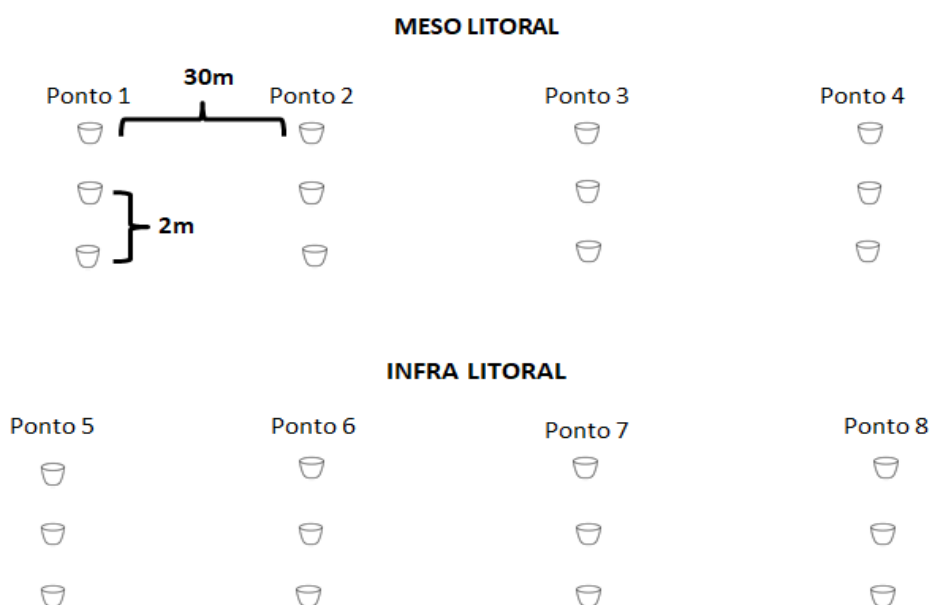 MESO LITORAL
30m
Ponto 1
Ponto 2
Ponto 3
Ponto 4
2m
INFRA LITORAL
Ponto 5
Ponto 6
Ponto 7
Ponto 8